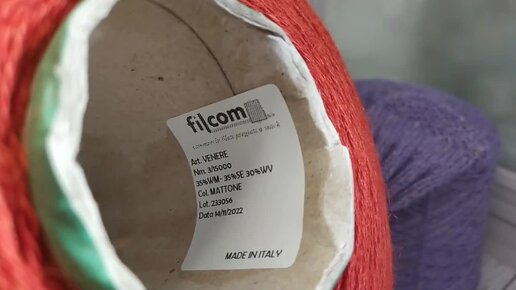 filcom
Art. VENERE
Nm. 3/15000
35%WM- 35%SE 30%WV
Col. MATTONE
Lot. 233056
Data 14/11/2022
MADE IN ITALY